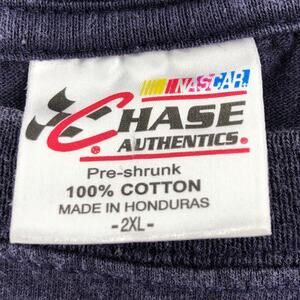 NASCAR.
CHASE
AUTHENTICS.
Pre-shrunk
100% COTTON
MADE IN HONDURAS
-2XL-